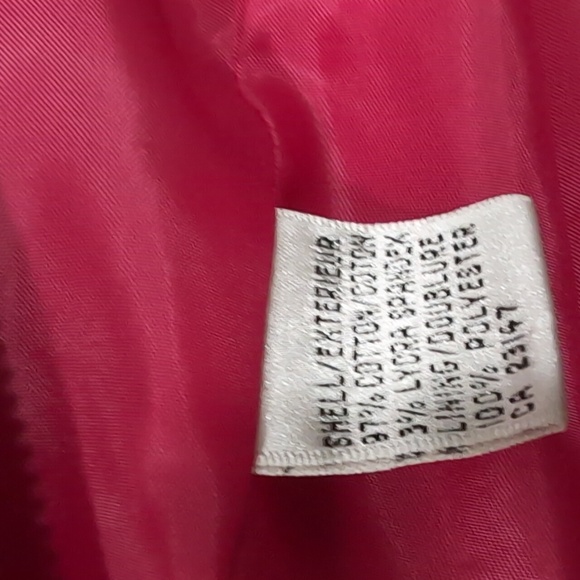 SHELL/EXTERIEUR
97% COTTON/COTON
3% LYCRA SPANDEX
LINING/DOUBLURE
100% POLYESTER
CA 23147